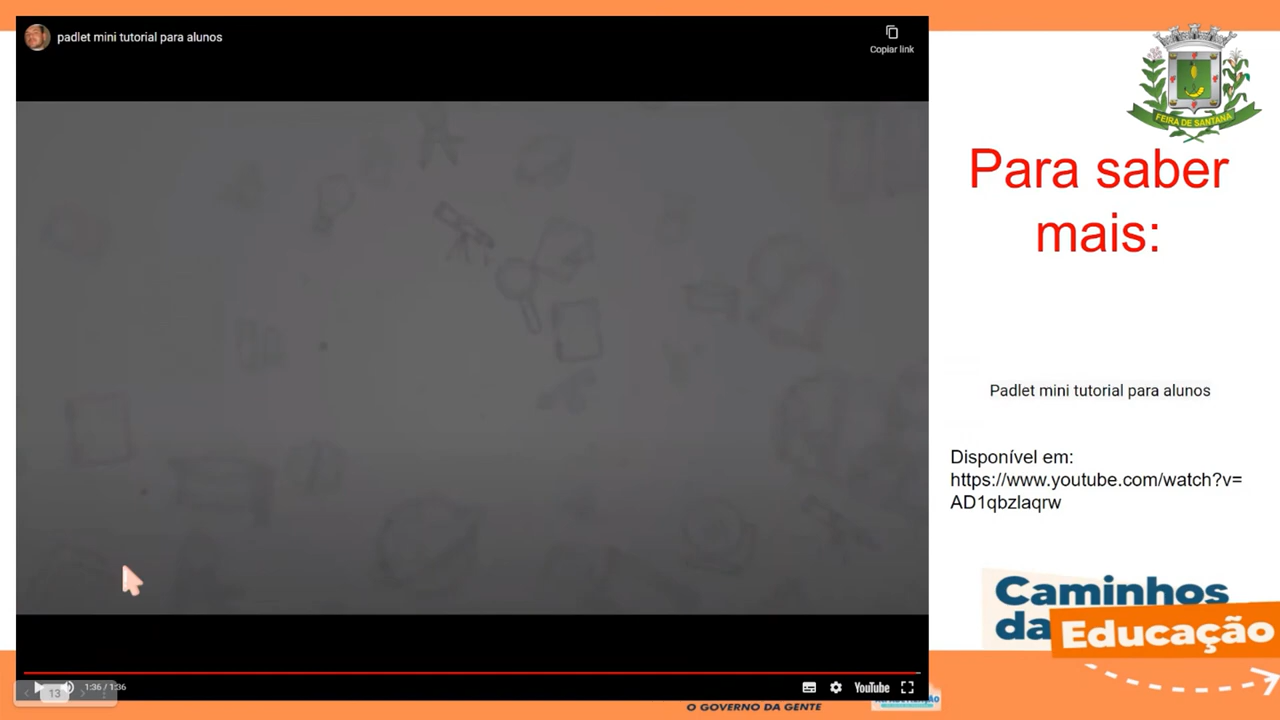 padlet mini tutorial para alunos
Copiar link
FEIRA DE SANTANA
Para saber
mais:
Padlet mini tutorial para alunos
Disponível em:
https://www.youtube.com/watch?v=
AD1qbzlaqrw
Caminhos
da Educação
13
1:36 / 1:36
YouTube
O GOVERNO DA GENTE